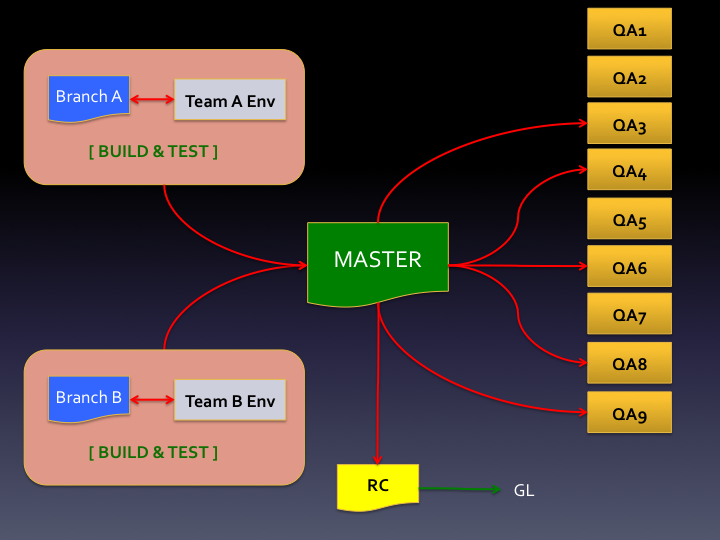 Branch A
Team A Env
[ BUILD & TEST ]
MASTER
Branch B
Team B Env
[ BUILD & TEST ]
RC
GL
QA1
QA2
QA3
QA4
QA5
QA6
QA7
QA8
QA9